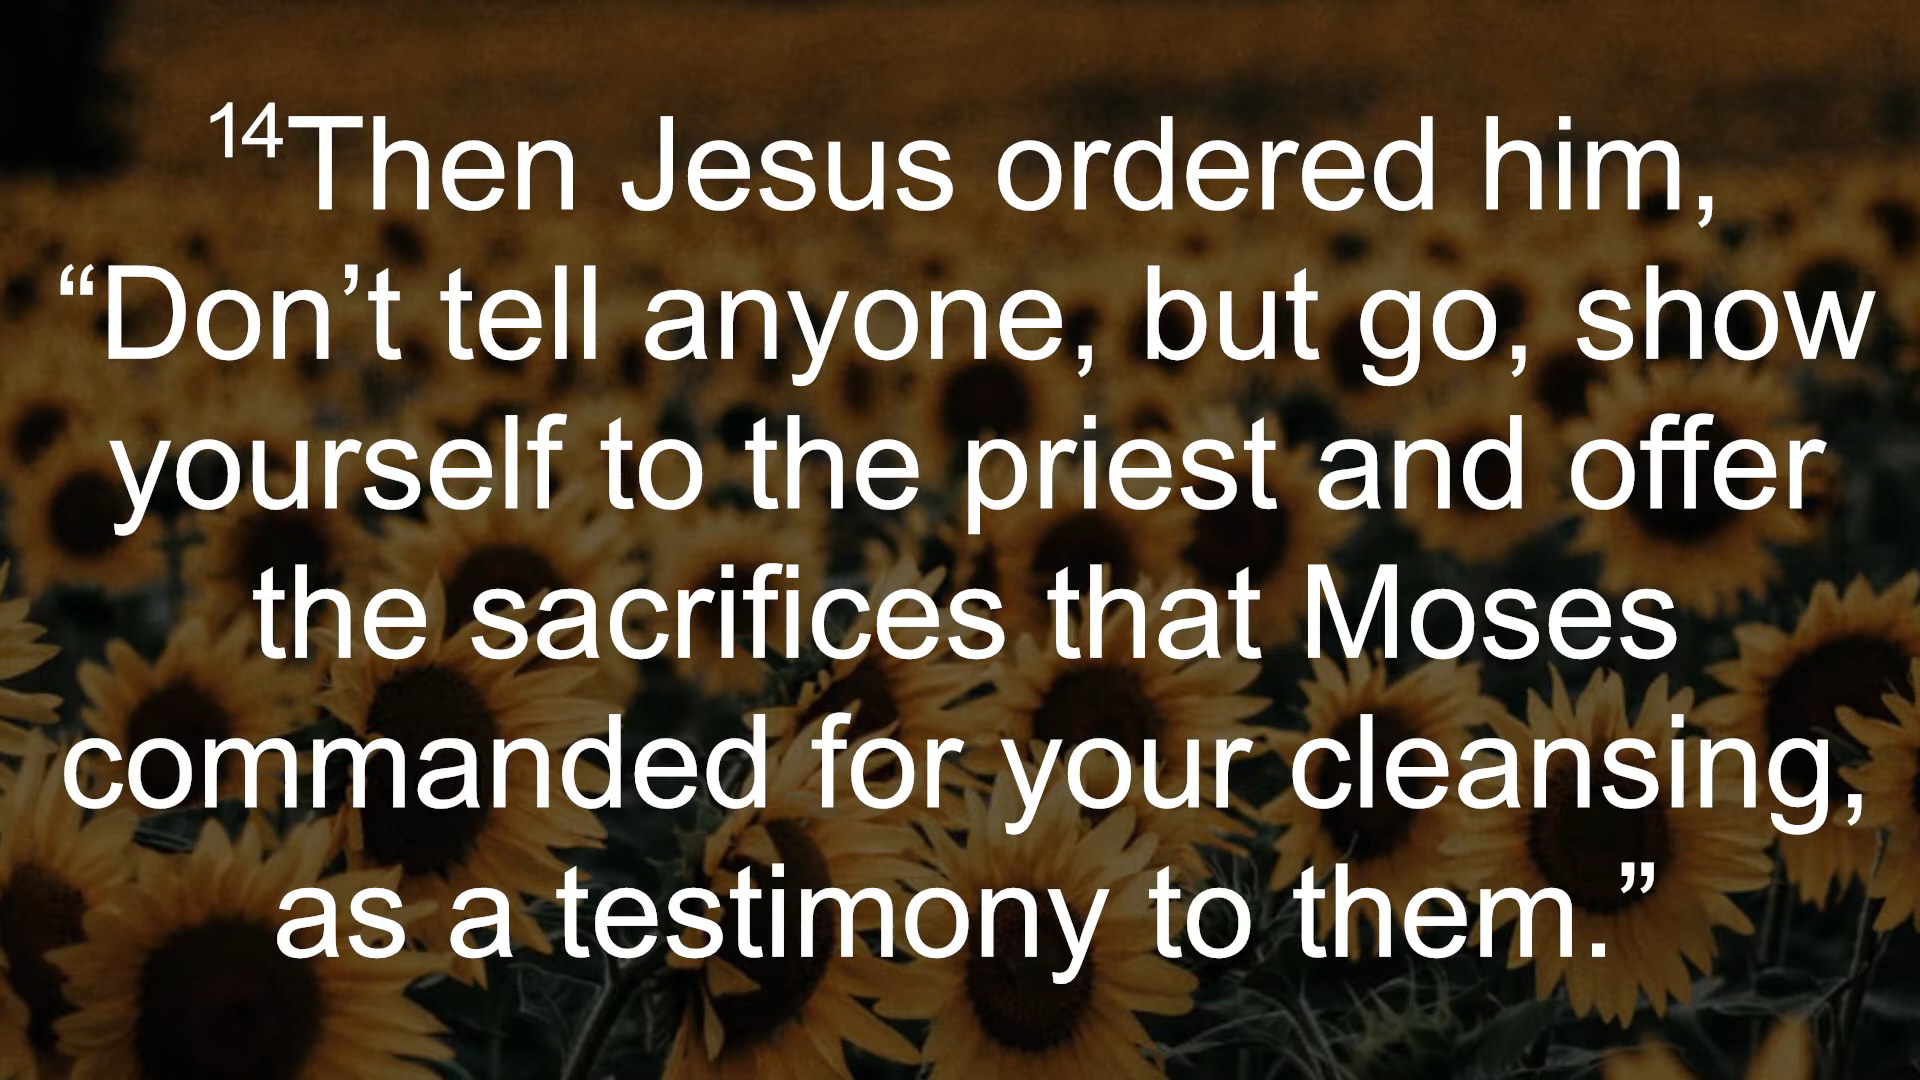 ¹⁴Then Jesus ordered him,
“Don’t tell anyone, but go, show
yourself to the priest and offer
the sacrifices that Moses
commanded for your cleansing,
as a testimony to them.”